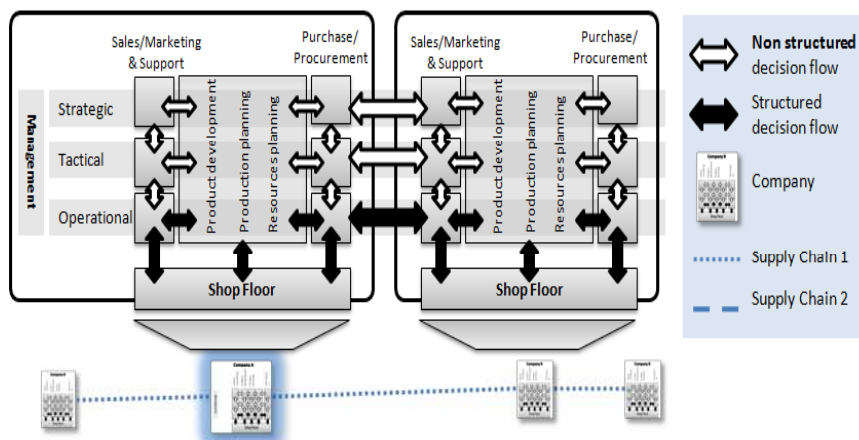 Sales/Marketing
& Support
Purchase/
Procurement
Sales/Marketing
& Support
Purchase/
Procurement
Management
Strategic
Tactical
Operational
Product development
Production planning
Resources planning
Product development
Production planning
Resources planning
Shop Floor
Shop Floor
Non structured
decision flow
Structured
decision flow
Company
Supply Chain 1
Supply Chain 2
Company A